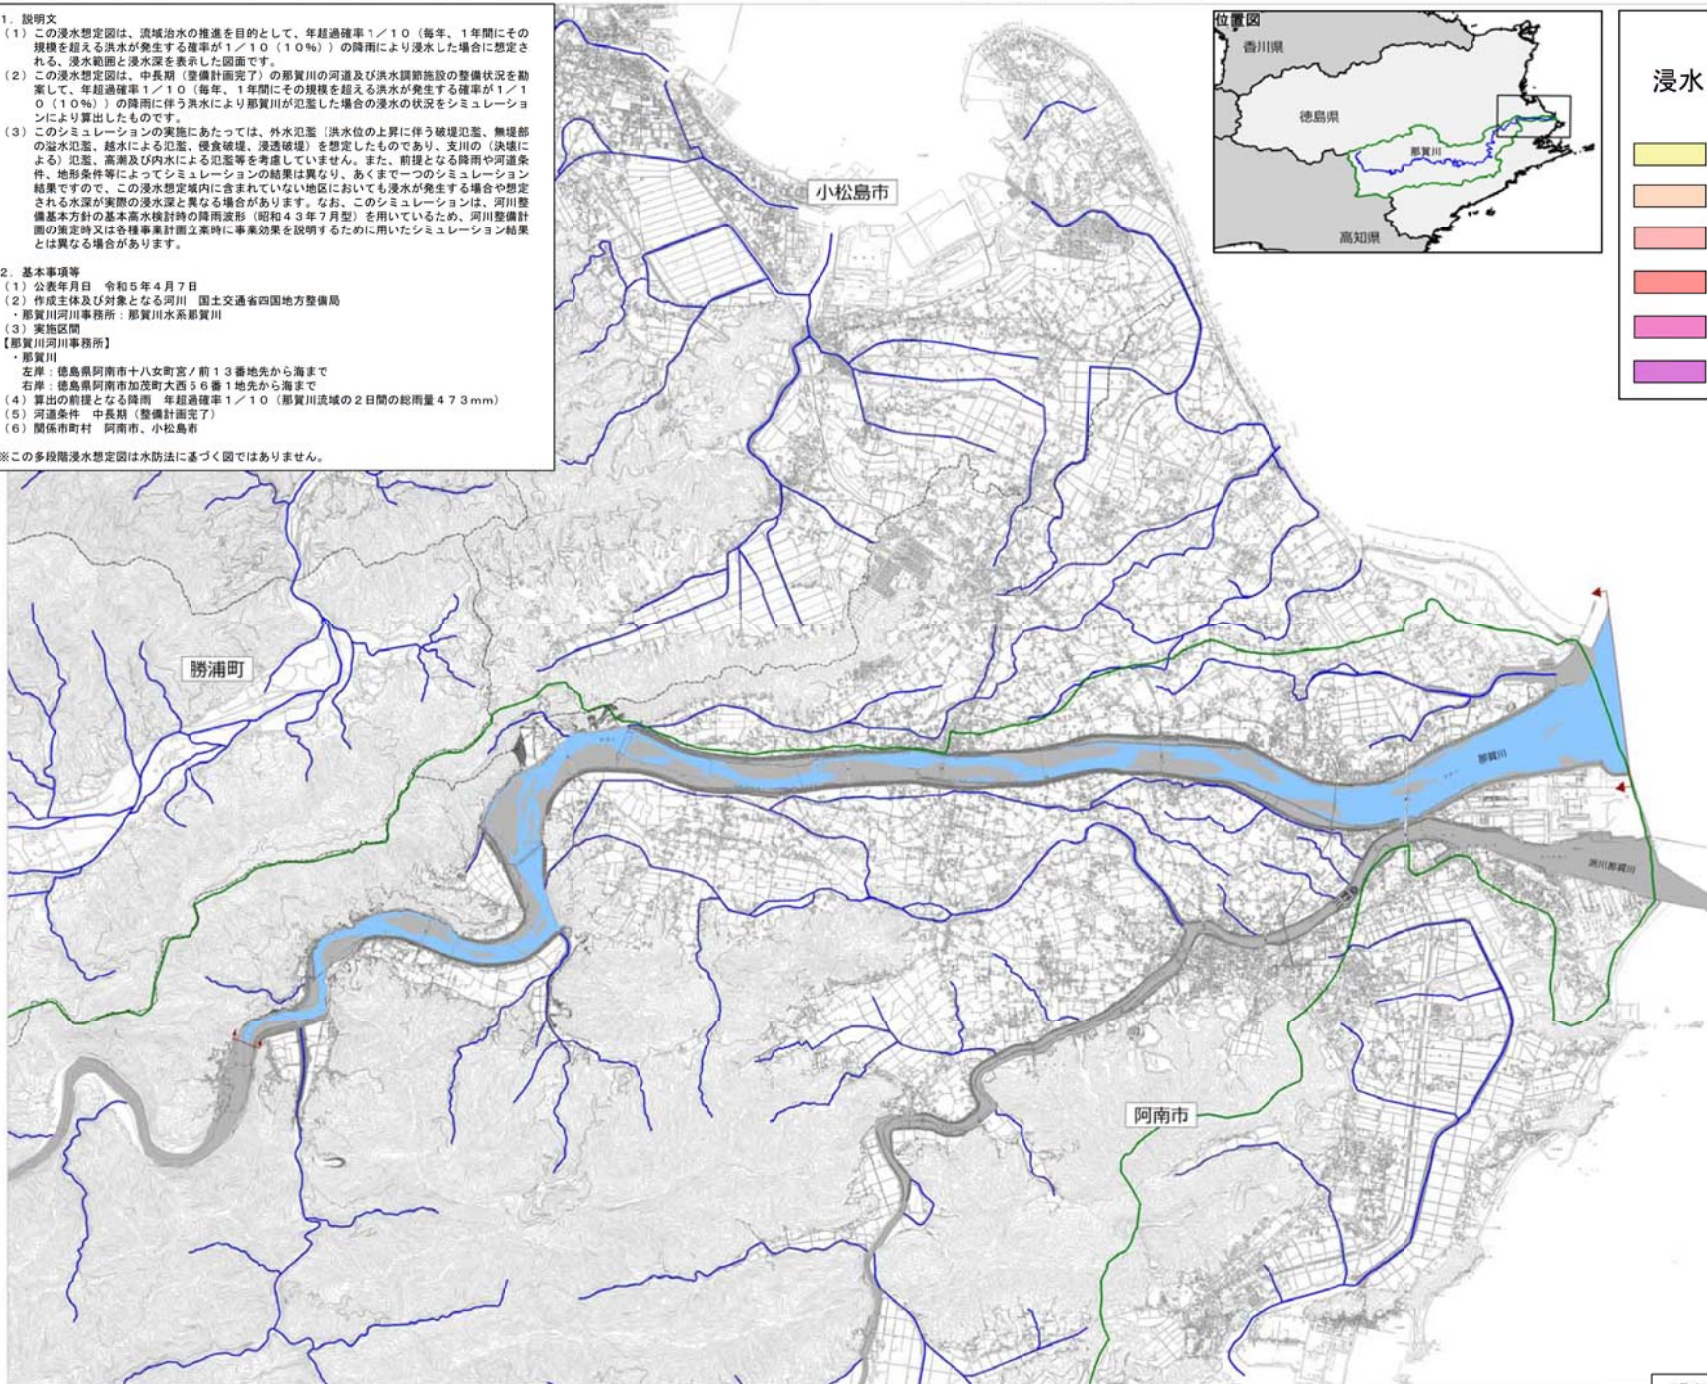 1. 説明文
(1) この浸水想定図は、流域治水の推進を目的として、年超過確率1/10(毎年、1年間にその
規模を超える洪水が発生する確率が1/10(10%))の降雨により浸水した場合に想定さ
れる、浸水範囲と浸水深を表示した図面です。
(2) この浸水想定図は、中長期(整備計画完了)の那賀川の河道及び洪水調節施設の整備状況を勘
案して、年超過確率1/10(毎年、1年間にその規模を超える洪水が発生する確率が1/1
0(10%))の降雨に伴う洪水により那賀川が氾濫した場合の浸水の状況をシミュレーショ
ンにより算出したものです。
(3) このシミュレーションの実施にあたっては、外水氾濫(洪水位の上昇に伴う破堤氾濫、無堤部
の溢水氾濫、越水による氾濫、侵食破堤、浸透破堤)を想定したものであり、支川の(決壊に
よる)氾濫、高潮及び内水による氾濫等を考慮していません。また、前提となる降雨や河道条
件、地形条件等によってシミュレーションの結果は異なり、あくまで一つのシミュレーション
結果ですので、この浸水想定域内に含まれていない地区においても浸水が発生する場合や想定
される水深が実際の浸水深と異なる場合があります。なお、このシミュレーションは、河川整
備基本方針の基本高水検討時の降雨波形(昭和43年7月型)を用いているため、河川整備計
画の策定時又は各種事業計画立案時に事業効果を説明するために用いたシミュレーション結果
とは異なる場合があります。
2. 基本事項等
(1) 公表年月日 令和5年4月7日
(2) 作成主体及び対象となる河川 国土交通省四国地方整備局
・那賀川河川事務所:那賀川水系那賀川
(3) 実施区間
【那賀川河川事務所】
・那賀川
左岸:徳島県阿南市十八女町宮ノ前13番地先から海まで
右岸:徳島県阿南市加茂町大西56番1地先から海まで
(4) 算出の前提となる降雨 年超過確率1/10(那賀川流域の2日間の総雨量473mm)
(5) 河道条件 中長期(整備計画完了)
(6) 関係市町村 阿南市、小松島市
※この多段階浸水想定図は水防法に基づく図ではありません。
位置図
香川県
徳島県
那賀川
高知県
浸水
小松島市
勝浦町
那賀川
派川那賀川
阿南市